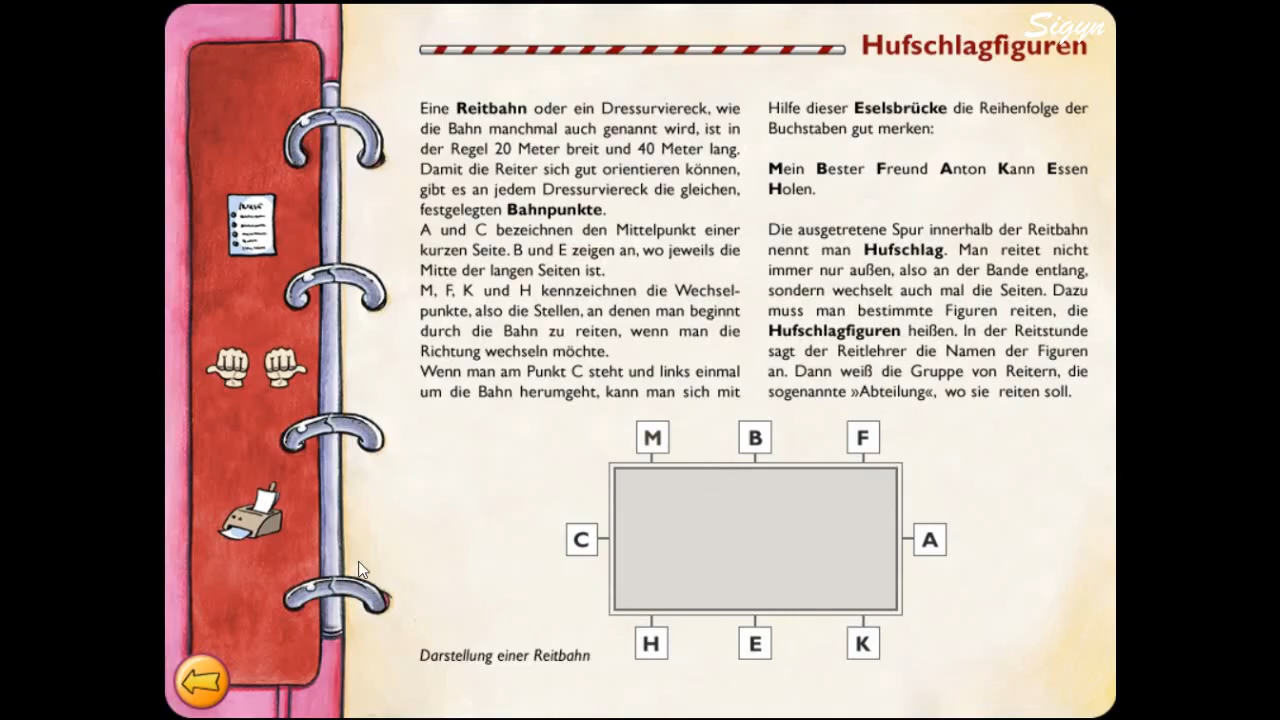 Sigyn
Hufschlagfiguren
Eine Reitbahn oder ein Dressurviereck, wie
die Bahn manchmal auch genannt wird, ist in
der Regel 20 Meter breit und 40 Meter lang.
Damit die Reiter sich gut orientieren können,
gibt es an jedem Dressurviereck die gleichen,
festgelegten Bahnpunkte.
A und C bezeichnen den Mittelpunkt einer
kurzen Seite. B und E zeigen an, wo jeweils die
Mitte der langen Seiten ist.
M, F, K und H kennzeichnen die Wechsel-
punkte, also die Stellen, an denen man beginnt
durch die Bahn zu reiten, wenn man die
Richtung wechseln möchte.
Wenn man am Punkt C steht und links einmal
um die Bahn herumgeht, kann man sich mit
Hilfe dieser Eselsbrücke die Reihenfolge der
Buchstaben gut merken:
Mein Bester Freund Anton Kann Essen
Holen.
Die ausgetretene Spur innerhalb der Reitbahn
nennt man Hufschlag. Man reitet nicht
immer nur außen, also an der Bande entlang,
sondern wechselt auch mal die Seiten. Dazu
muss man bestimmte Figuren reiten, die
Hufschlagfiguren heißen. In der Reitstunde
sagt der Reitlehrer die Namen der Figuren
an. Dann weiß die Gruppe von Reitern, die
sogenannte »Abteilung«, wo sie reiten soll.
M B F
C A
H E K
Darstellung einer Reitbahn